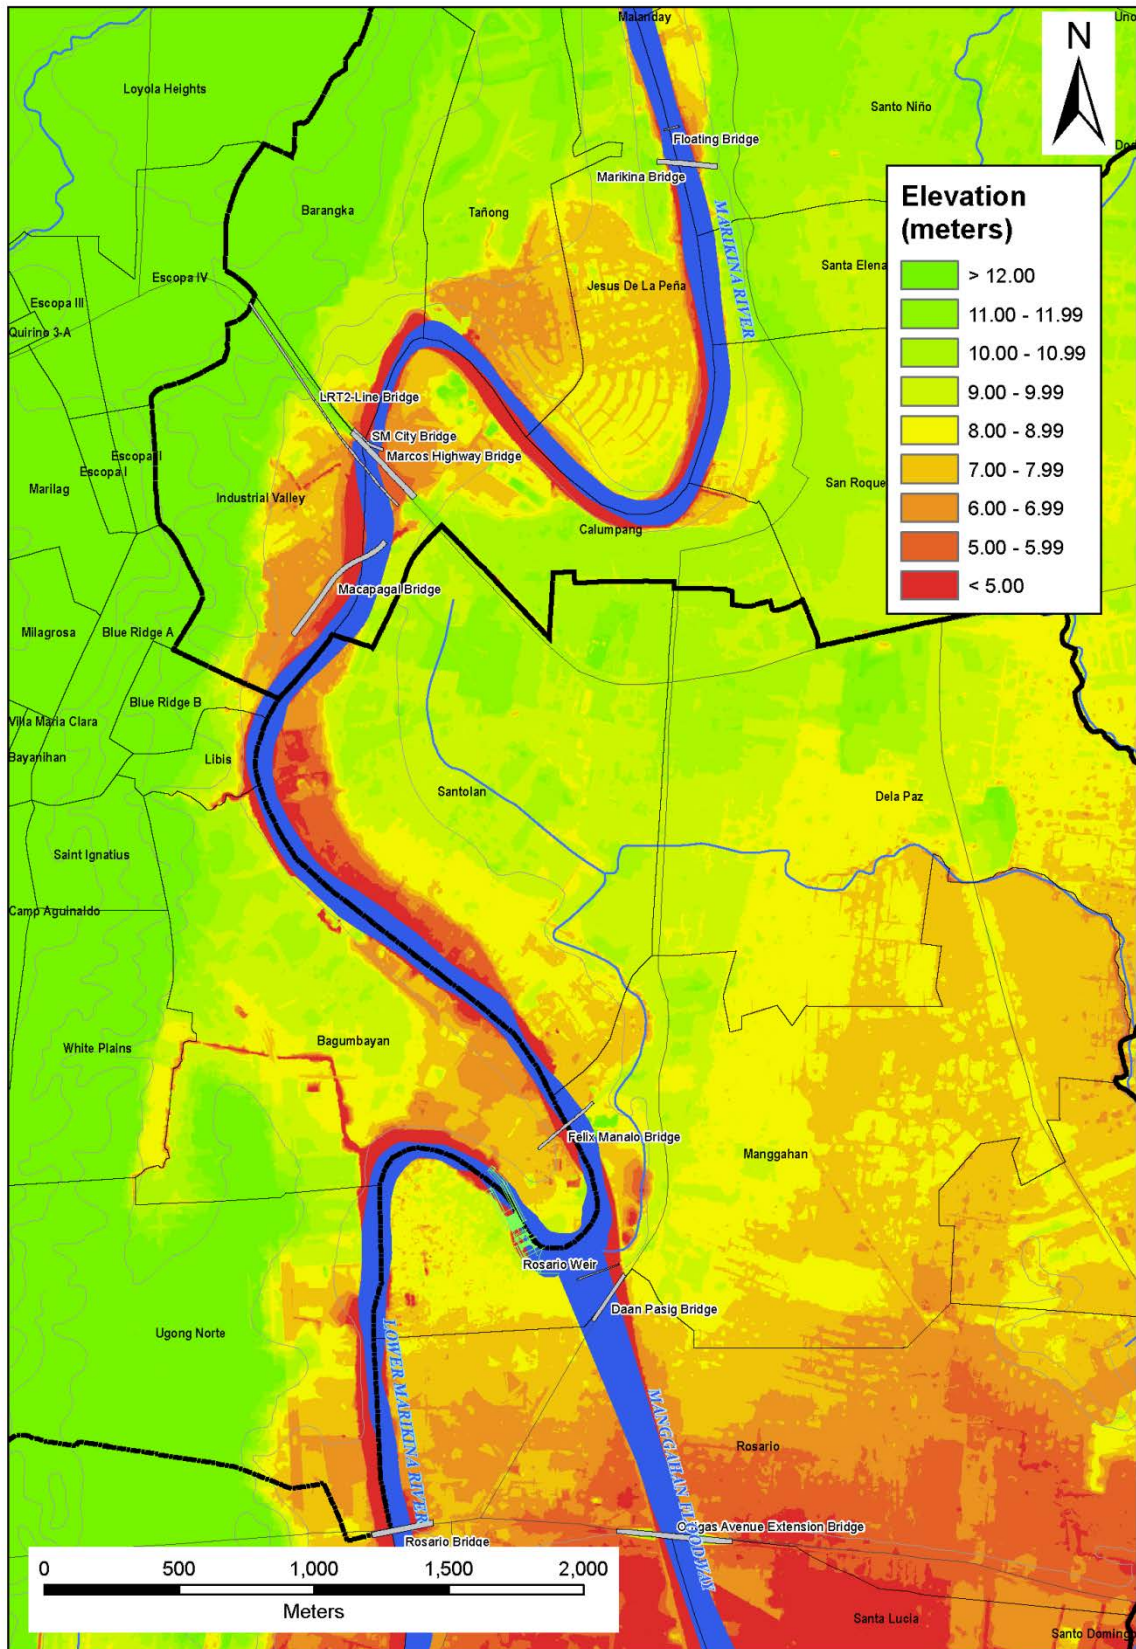 Malanday
Uno
N
Loyola Heights
Santo Niño
Floating Bridge
Marikina Bridge
Barangka
Tañong
MARIKINA RIVER
Elevation
(meters)
> 12.00
11.00 - 11.99
10.00 - 10.99
9.00 - 9.99
8.00 - 8.99
7.00 - 7.99
6.00 - 6.99
5.00 - 5.99
< 5.00
Santa Elena
Escopa IV
Jesus De La Peña
Escopa III
Quirino 3-A
LRT2-Line Bridge
SM City Bridge
Marcos Highway Bridge
Escopa II
Escopa I
Marilag
Industrial Valley
San Roque
Calumpang
Macapagal Bridge
Milagrosa
Blue Ridge A
Blue Ridge B
Villa Maria Clara
Bayanihan
Libis
Santolan
Dela Paz
Saint Ignatius
Camp Aguinaldo
White Plains
Bagumbayan
Felix Manalo Bridge
Manggahan
Rosario Weir
Daan Pasig Bridge
Ugong Norte
LOWER MARIKINA RIVER
MANGGAHAN FLOODWAY
Rosario
Avenue Extension Bridge
Rosario Bridge
0 500 1,000 1,500 2,000
Meters
Santa Lucia
Santo Doming